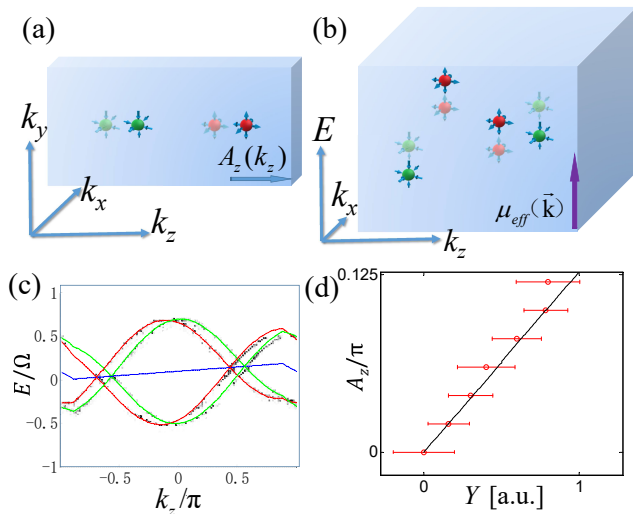 (a)
k_y
k_x
k_z
A_z(k_z)
(b)
E
k_x
k_z
μ_eff(k⃗)
(c)
E/Ω
1
0.5
0
−0.5
−1
−0.5
0
0.5
k_z/π
(d)
A_z/π
0.125
0
0
1
Y [a.u.]